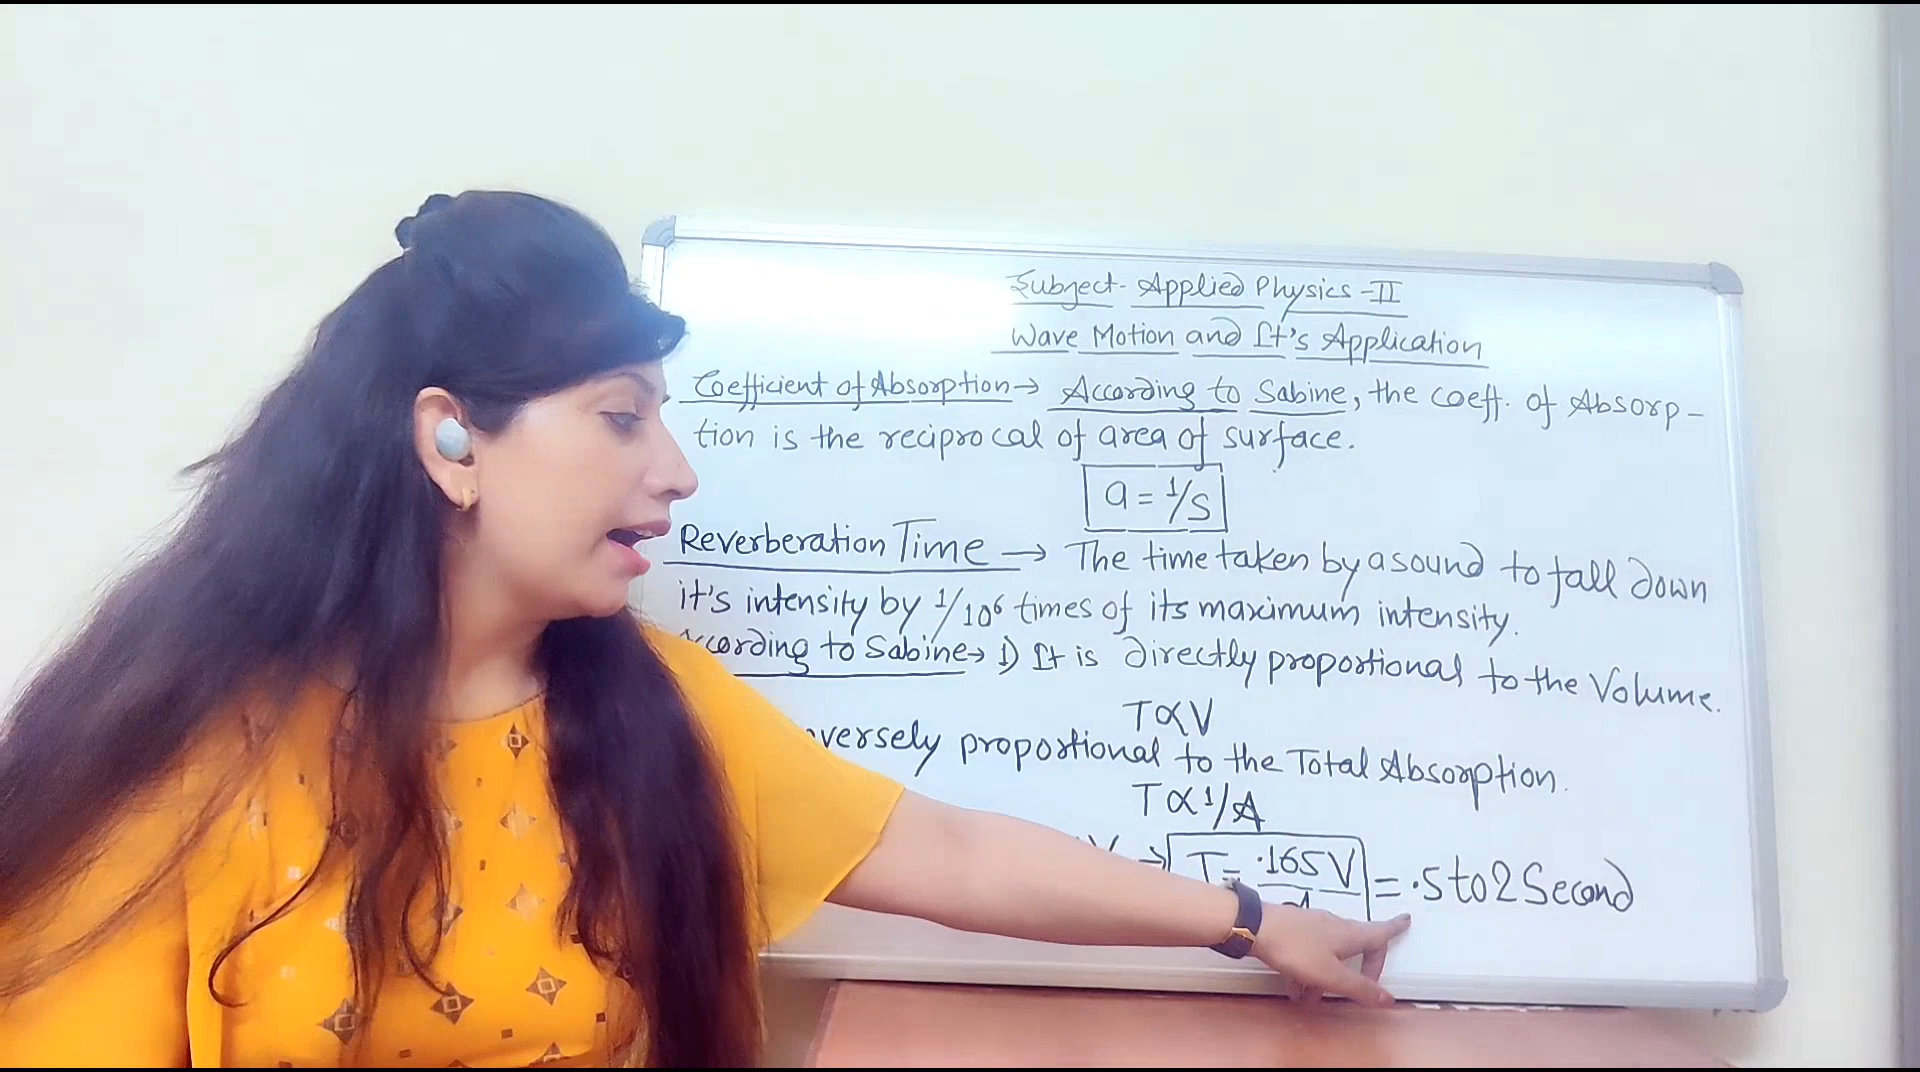 Subject- Applied Physics -II
Wave Motion and It's Application
Coefficient of Absorption → According to Sabine, the coeff. of Absorp-
tion is the reciprocal of area of surface.
a = 1/S
Reverberation Time → The time taken by a sound to fall down
it's intensity by 1/10⁶ times of its maximum intensity.
According to Sabine → 1) It is directly proportional to the Volume.
T ∝ V
versely proportional to the Total Absorption.
T ∝ 1/A
V → T = .165 V = .5 to 2 Second